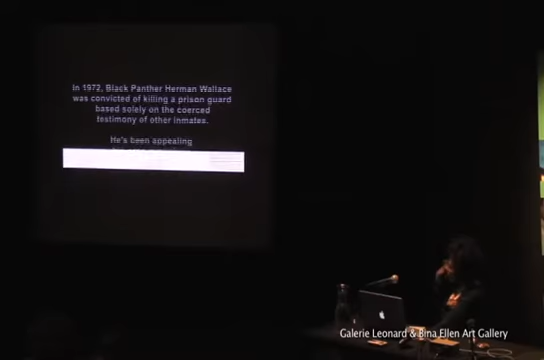 In 1972, Black Panther Herman Wallace
was convicted of killing a prison guard
based solely on the coerced
testimony of other inmates.
He's been appealing
Galerie Leonard & Bina Ellen Art Gallery